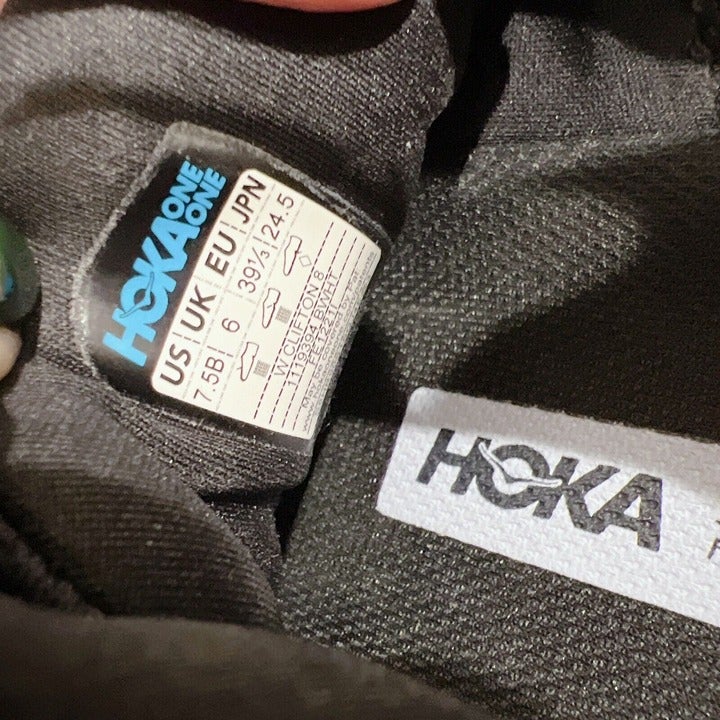 HOKA ONE ONE
US UK EU JPN
7.5B 6 39⅓ 24.5
W CLIFTON 8
1119394 BWHT
HOKA